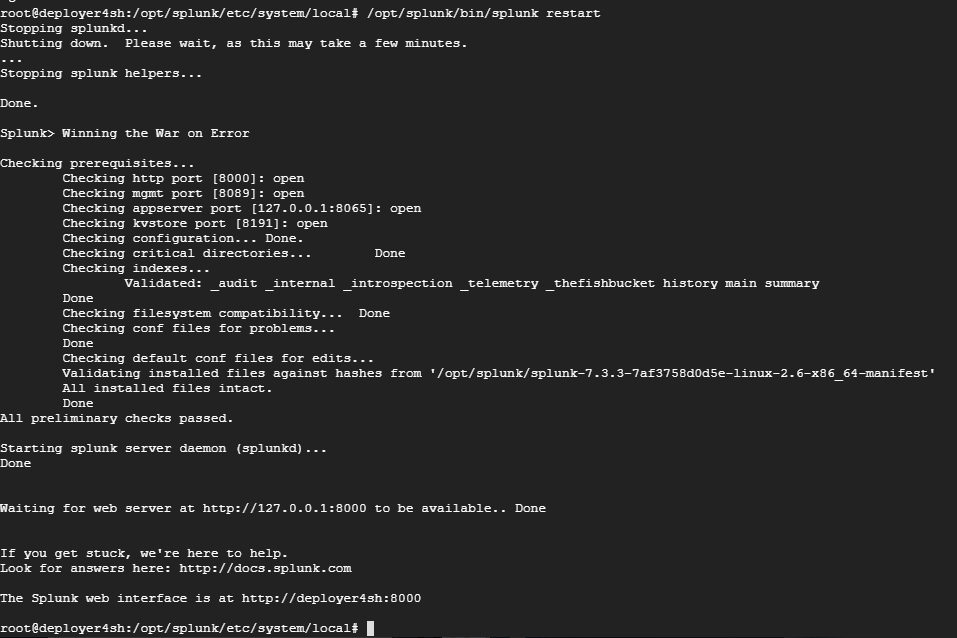 root@deployer4sh:/opt/splunk/etc/system/local# /opt/splunk/bin/splunk restart
Stopping splunkd...
Shutting down.  Please wait, as this may take a few minutes.
...
Stopping splunk helpers...
Done.
Splunk> Winning the War on Error
Checking prerequisites...
Checking http port [8000]: open
Checking mgmt port [8089]: open
Checking appserver port [127.0.0.1:8065]: open
Checking kvstore port [8191]: open
Checking configuration... Done.
Checking critical directories...        Done
Checking indexes...
Validated: _audit _internal _introspection _telemetry _thefishbucket history main summary
Done
Checking filesystem compatibility...  Done
Checking conf files for problems...
Done
Checking default conf files for edits...
Validating installed files against hashes from '/opt/splunk/splunk-7.3.3-7af3758d0d5e-linux-2.6-x86_64-manifest'
All installed files intact.
Done
All preliminary checks passed.
Starting splunk server daemon (splunkd)...
Done
Waiting for web server at http://127.0.0.1:8000 to be available.. Done
If you get stuck, we're here to help.
Look for answers here: http://docs.splunk.com
The Splunk web interface is at http://deployer4sh:8000
root@deployer4sh:/opt/splunk/etc/system/local#